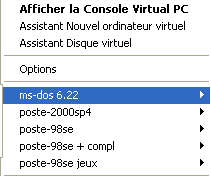 Afficher la Console Virtual PC
Assistant Nouvel ordinateur virtuel
Assistant Disque virtuel
Options
ms-dos 6.22
poste-2000sp4
poste-98se
poste-98se + compl
poste-98se jeux